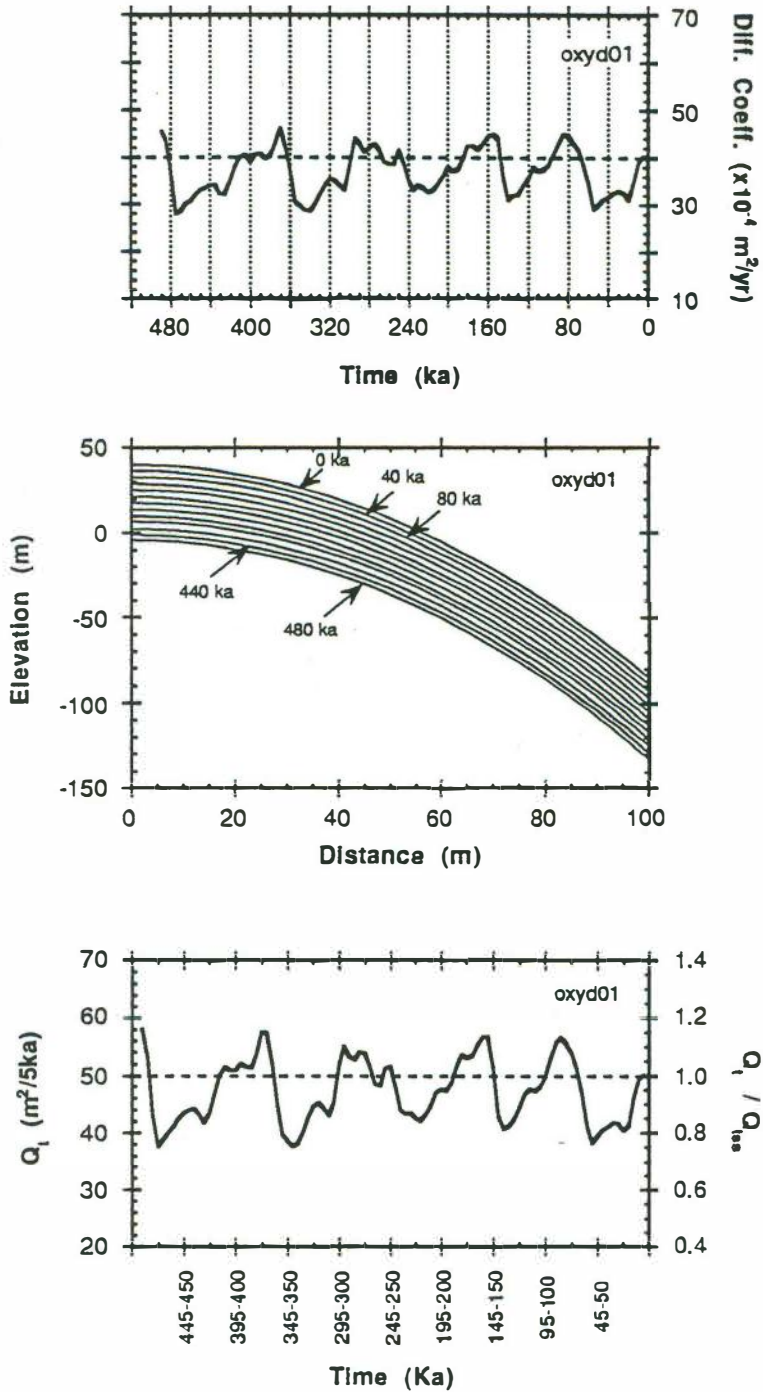 70
oxyd01
50
30
10
Diff. Coeff. (x10⁻⁴ m²/yr)
480 400 320 240 160 80 0
Time (ka)
50
0
-50
-100
-150
Elevation (m)
oxyd01
0 ka
40 ka
80 ka
440 ka
480 ka
0 20 40 60 80 100
Distance (m)
70
60
50
40
30
20
Qt (m²/5ka)
oxyd01
1.4
1.2
1.0
0.8
0.6
0.4
Qt / Qtss
445-450 395-400 345-350 295-300 245-250 195-200 145-150 95-100 45-50
Time (Ka)